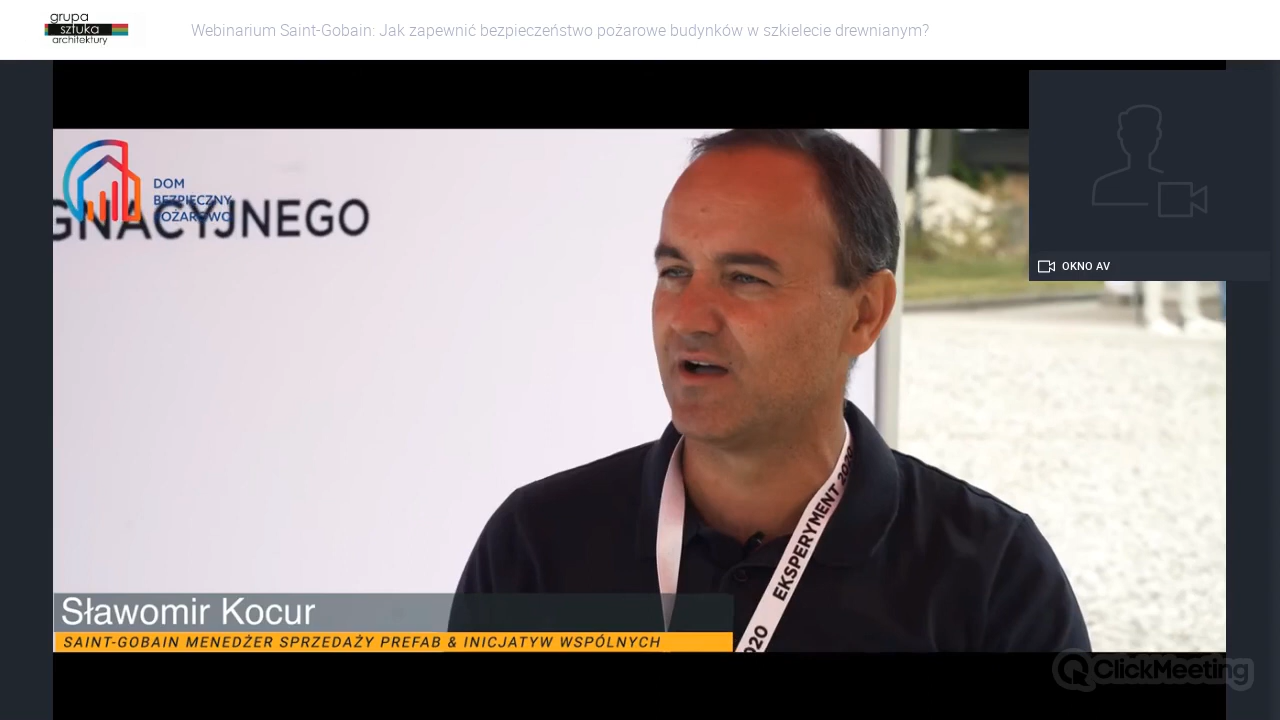 grupa
sztuka
architektury
Webinarium Saint-Gobain: Jak zapewnić bezpieczeństwo pożarowe budynków w szkielecie drewnianym?
DOM
BEZPIECZNY
POŻAROWO
GNACYJNEGO
OKNO AV
EKSPERYMENT 2020
2020
Sławomir Kocur
SAINT-GOBAIN MENEDŻER SPRZEDAŻY PREFAB & INICJATYW WSPÓLNYCH
ClickMeeting